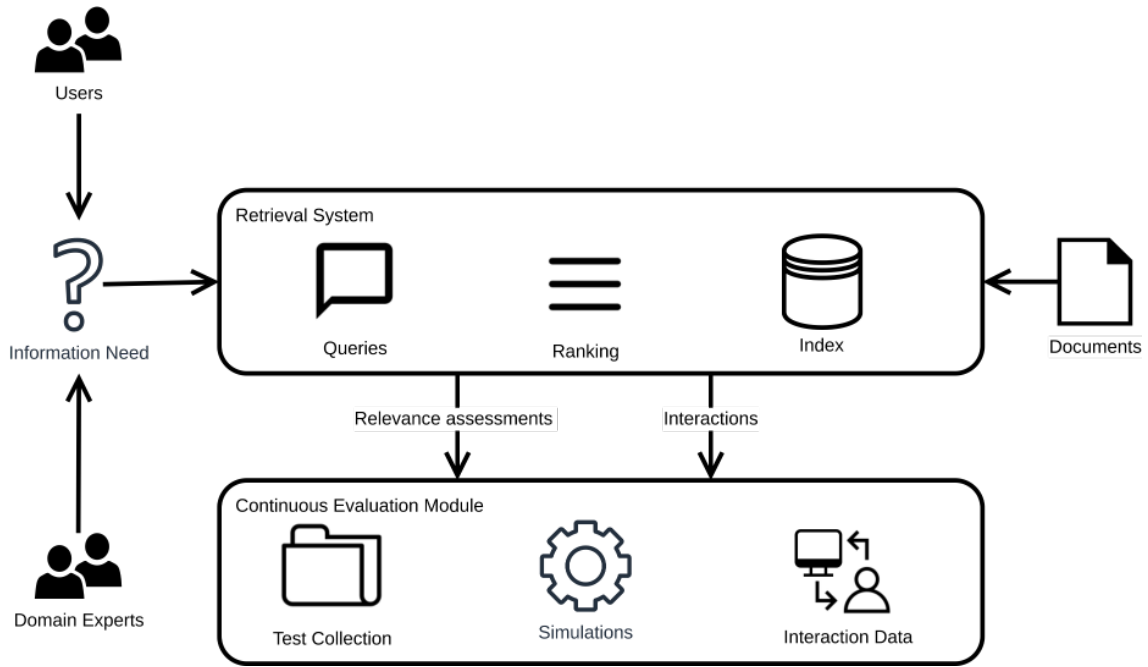 Users
Retrieval System
Information Need
Queries
Ranking
Index
Documents
Relevance assessments
Interactions
Continuous Evaluation Module
Domain Experts
Test Collection
Simulations
Interaction Data